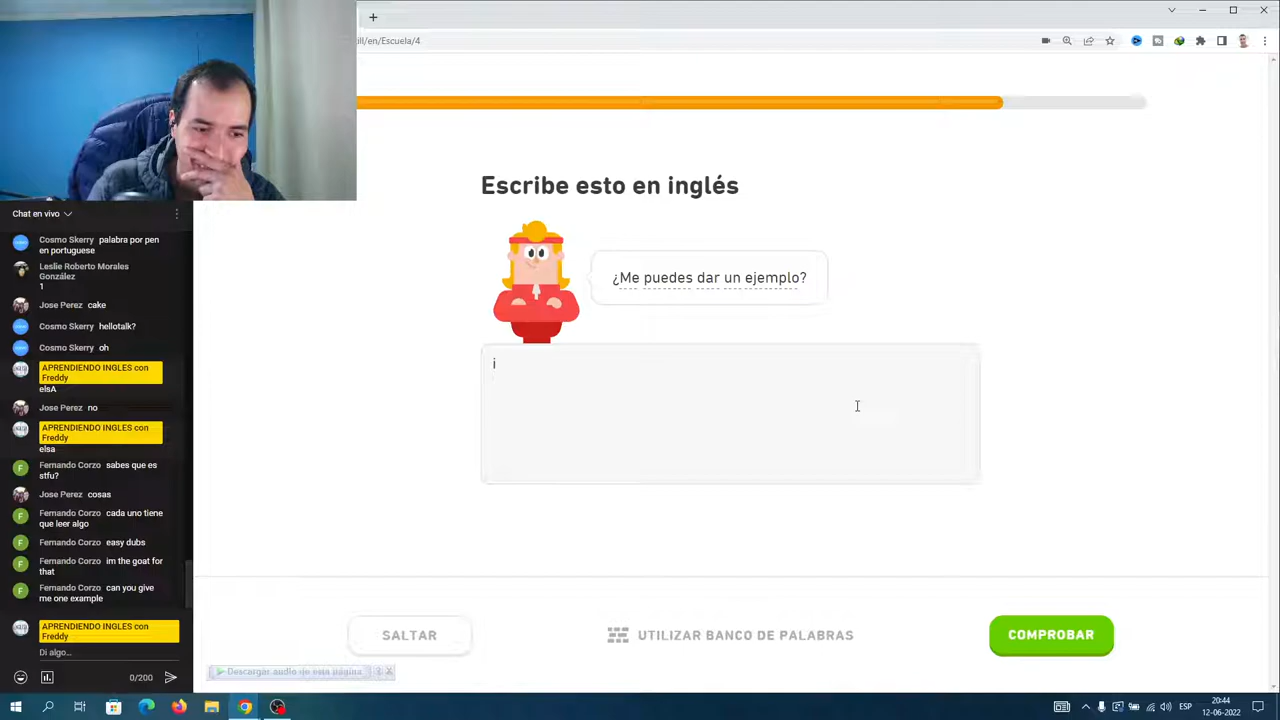 ill/en/Escuela/4
Chat en vivo
Cosmo Skerry palabra por pen
en portuguese
Leslie Roberto Morales
González
1
Jose Perez cake
Cosmo Skerry hellotalk?
Cosmo Skerry oh
APRENDIENDO INGLES con
Freddy
elsA
Jose Perez no
APRENDIENDO INGLES con
Freddy
elsa
Fernando Corzo sabes que es
stfu?
Jose Perez cosas
Fernando Corzo cada uno tiene
que leer algo
Fernando Corzo easy dubs
Fernando Corzo im the goat for
that
Fernando Corzo can you give
me one example
APRENDIENDO INGLES con
Freddy
Di algo...
0/200
Escribe esto en inglés
¿Me puedes dar un ejemplo?
i
SALTAR
UTILIZAR BANCO DE PALABRAS
COMPROBAR
Descargar audio de esta página
? X
ESP
20:44
12-06-2022